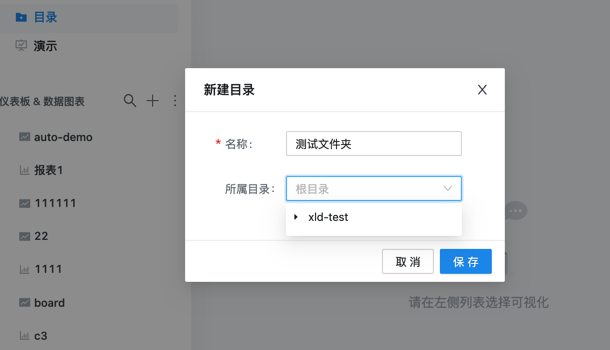 目录
演示
仪表板 & 数据图表
auto-demo
报表1
111111
22
1111
board
c3
新建目录
* 名称:
测试文件夹
所属目录:
根目录
xld-test
取 消
保 存
请在左侧列表选择可视化